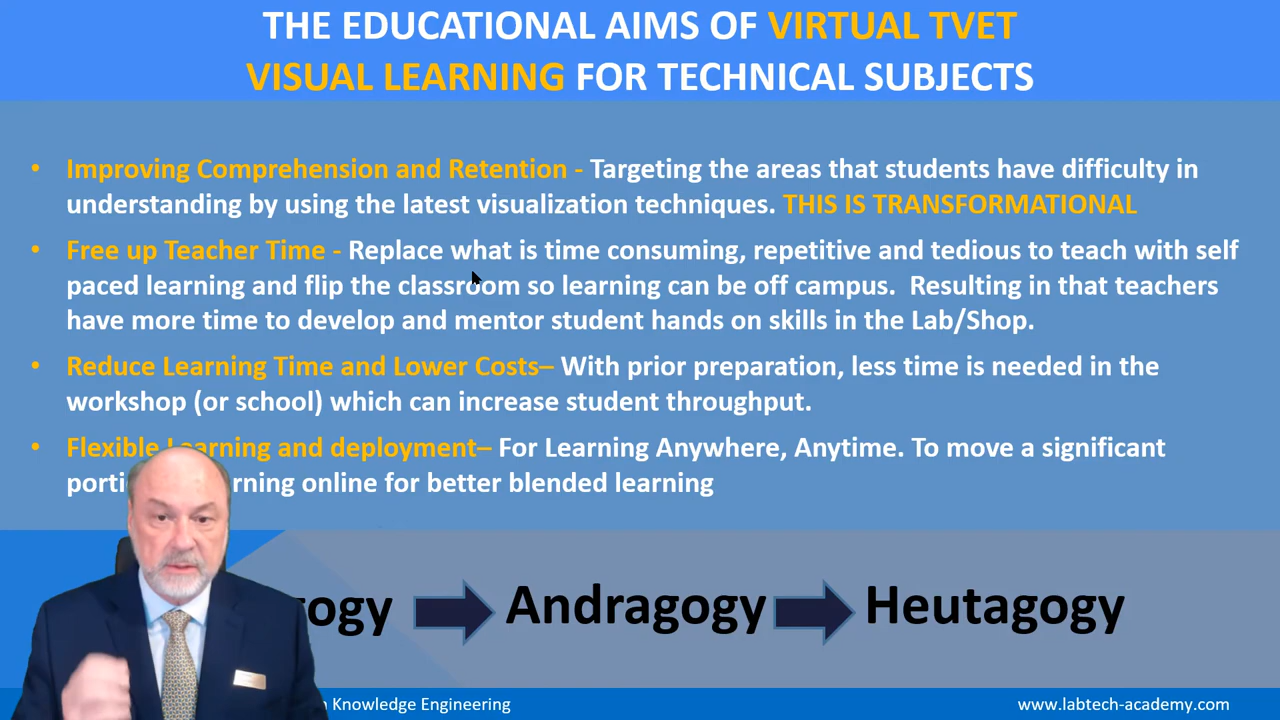 THE EDUCATIONAL AIMS OF VIRTUAL TVET
VISUAL LEARNING FOR TECHNICAL SUBJECTS
• Improving Comprehension and Retention - Targeting the areas that students have difficulty in
understanding by using the latest visualization techniques. THIS IS TRANSFORMATIONAL
• Free up Teacher Time - Replace what is time consuming, repetitive and tedious to teach with self
paced learning and flip the classroom so learning can be off campus. Resulting in that teachers
have more time to develop and mentor student hands on skills in the Lab/Shop.
• Reduce Learning Time and Lower Costs– With prior preparation, less time is needed in the
workshop (or school) which can increase student throughput.
• Flexible Learning and deployment– For Learning Anywhere, Anytime. To move a significant
online for better blended learning
Andragogy Heutagogy
Knowledge Engineering www.labtech-academy.com